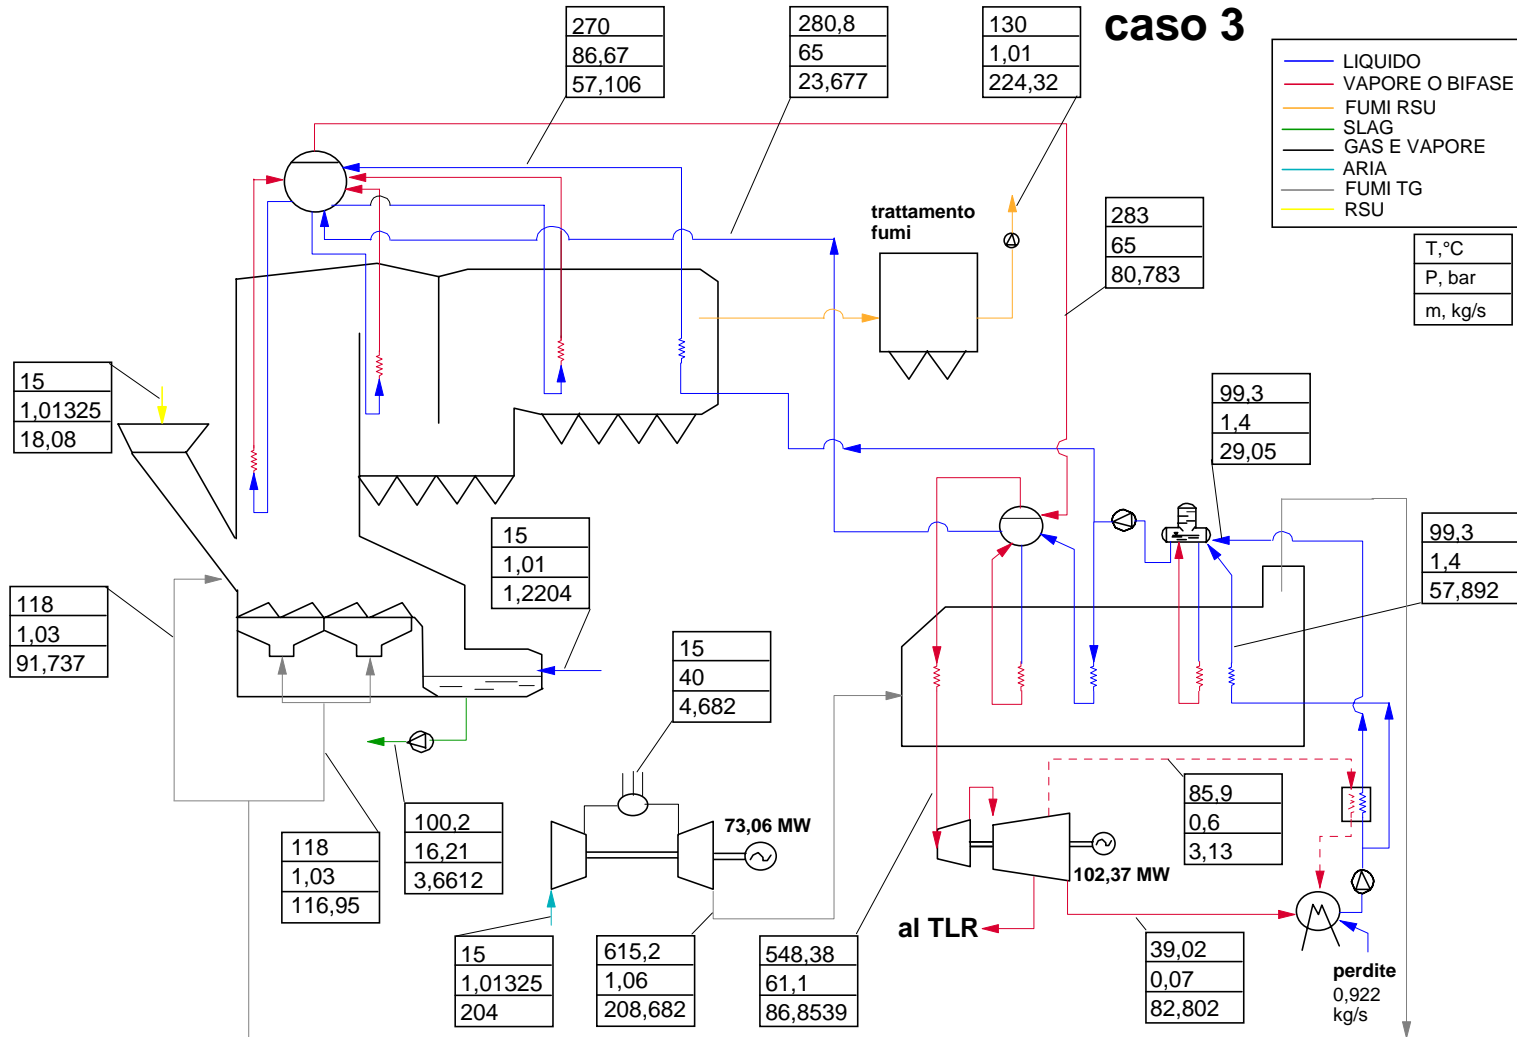 caso 3
270
86,67
57,106
280,8
65
23,677
130
1,01
224,32
LIQUIDO
VAPORE O BIFASE
FUMI RSU
SLAG
GAS E VAPORE
ARIA
FUMI TG
RSU
T,°C
P, bar
m, kg/s
trattamento
fumi
283
65
80,783
15
1,01325
18,08
99,3
1,4
29,05
99,3
1,4
57,892
15
1,01
1,2204
118
1,03
91,737
15
40
4,682
118
1,03
116,95
100,2
16,21
3,6612
73,06 MW
85,9
0,6
3,13
102,37 MW
al TLR
15
1,01325
204
615,2
1,06
208,682
548,38
61,1
86,8539
39,02
0,07
82,802
perdite
0,922
kg/s